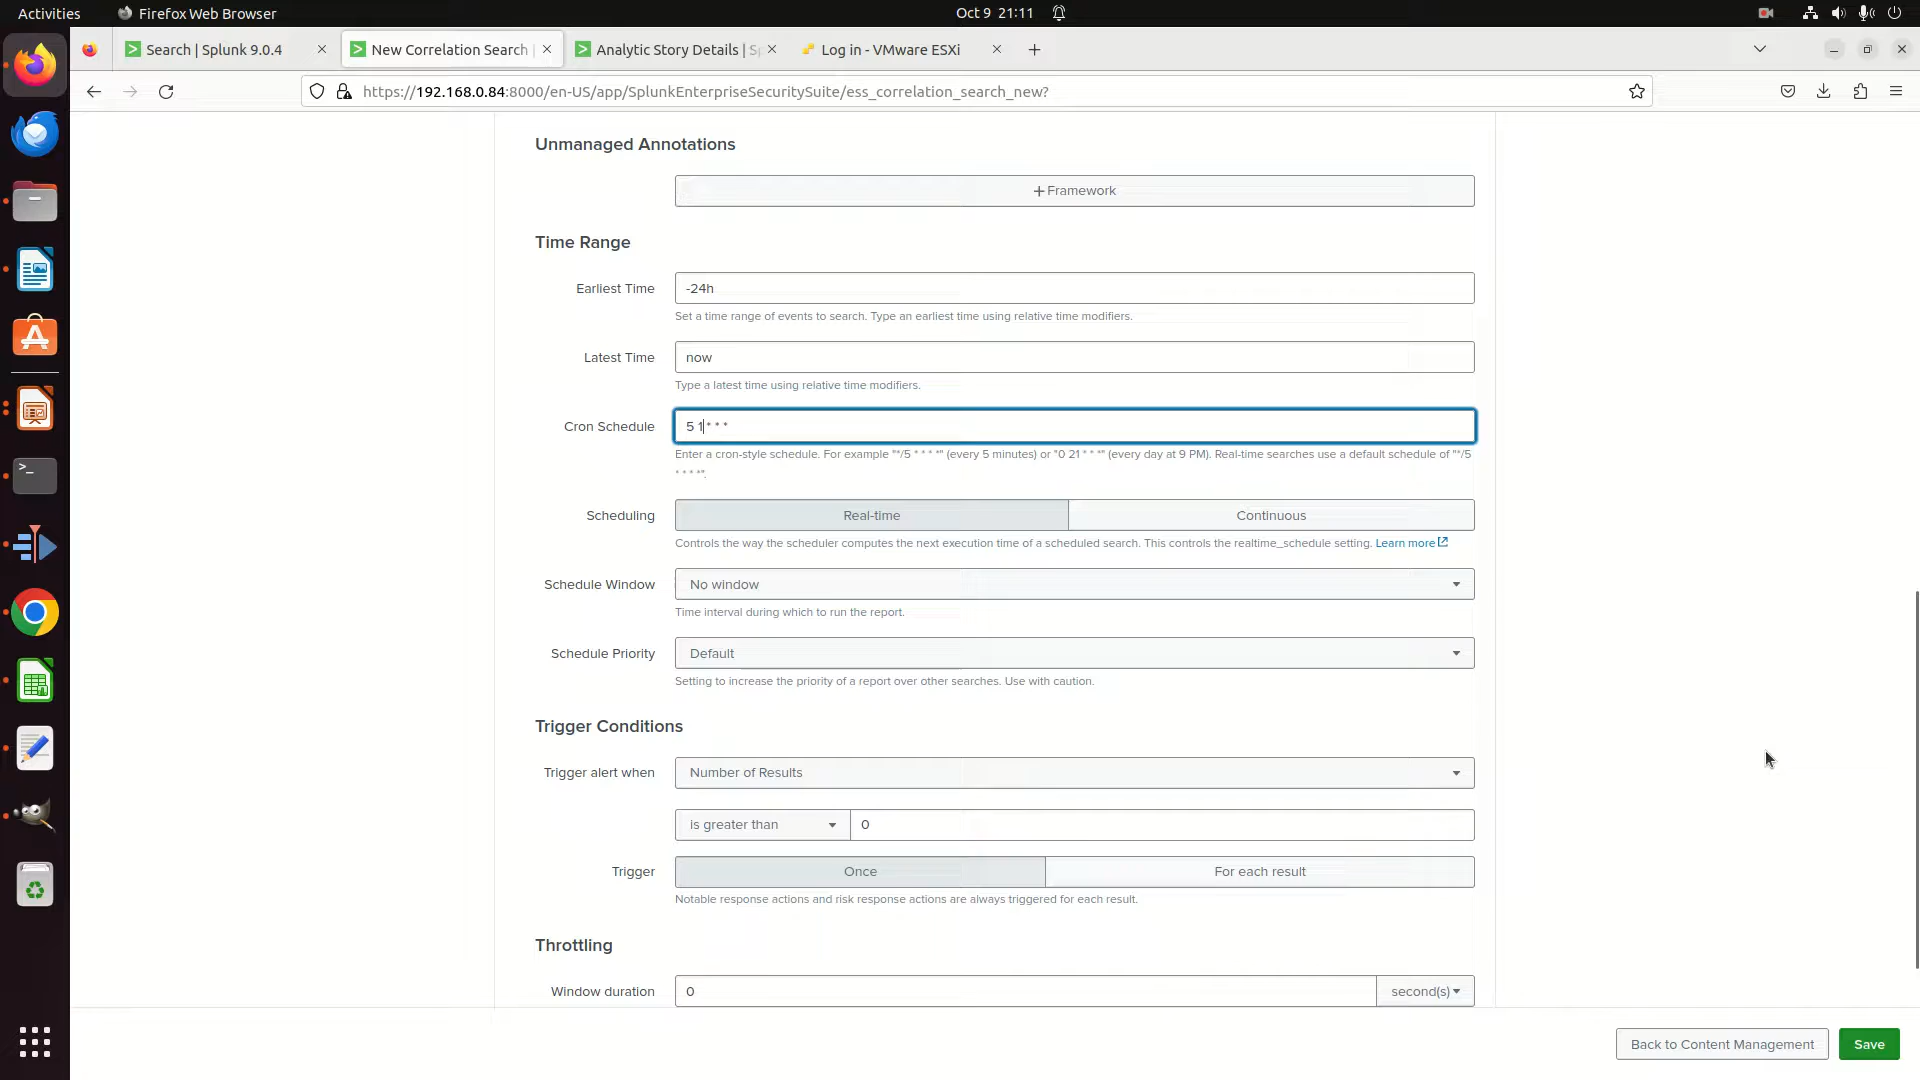 Activities
Firefox Web Browser
Oct 9 21:11
Search | Splunk 9.0.4
New Correlation Search
Analytic Story Details | Sp
Log in - VMware ESXi
https://192.168.0.84:8000/en-US/app/SplunkEnterpriseSecuritySuite/ess_correlation_search_new?
Unmanaged Annotations
+ Framework
Time Range
Earliest Time
-24h
Set a time range of events to search. Type an earliest time using relative time modifiers.
Latest Time
now
Type a latest time using relative time modifiers.
Cron Schedule
5 1 * * *
Enter a cron-style schedule. For example "*/5 * * * *" (every 5 minutes) or "0 21 * * *" (every day at 9 PM). Real-time searches use a default schedule of "*/5
* * * *".
Scheduling
Real-time
Continuous
Controls the way the scheduler computes the next execution time of a scheduled search. This controls the realtime_schedule setting. Learn more
Schedule Window
No window
Time interval during which to run the report.
Schedule Priority
Default
Setting to increase the priority of a report over other searches. Use with caution.
Trigger Conditions
Trigger alert when
Number of Results
is greater than
0
Trigger
Once
For each result
Notable response actions and risk response actions are always triggered for each result.
Throttling
Window duration
0
second(s)
Back to Content Management
Save